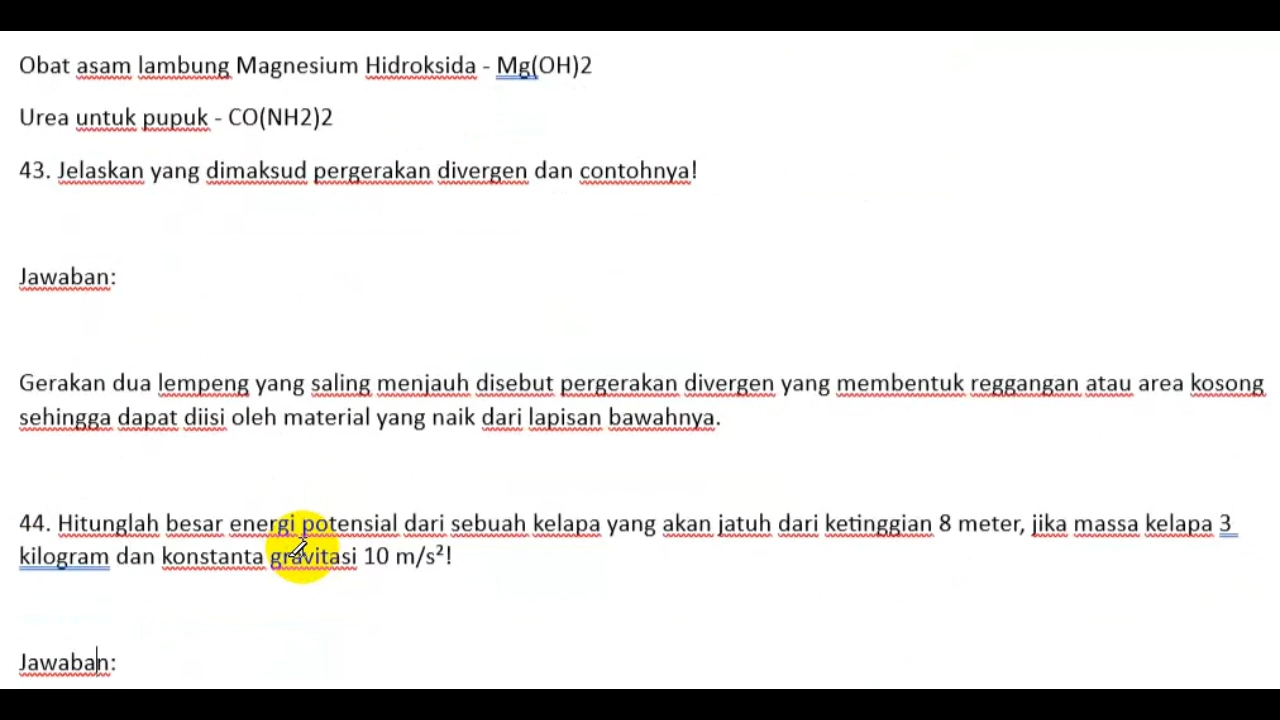 Obat asam lambung Magnesium Hidroksida - Mg(OH)2
Urea untuk pupuk - CO(NH2)2
43. Jelaskan yang dimaksud pergerakan divergen dan contohnya!
Jawaban:
Gerakan dua lempeng yang saling menjauh disebut pergerakan divergen yang membentuk reggangan atau area kosong
sehingga dapat diisi oleh material yang naik dari lapisan bawahnya.
44. Hitunglah besar energi potensial dari sebuah kelapa yang akan jatuh dari ketinggian 8 meter, jika massa kelapa 3
kilogram dan konstanta gravitasi 10 m/s²!
Jawaban: